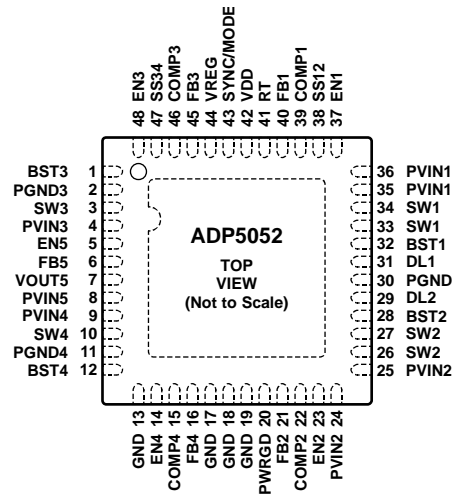 48 EN3
47 SS34
46 COMP3
45 FB3
44 VREG
43 SYNC/MODE
42 VDD
41 RT
40 FB1
39 COMP1
38 SS12
37 EN1
BST3 1
PGND3 2
SW3 3
PVIN3 4
EN5 5
FB5 6
VOUT5 7
PVIN5 8
PVIN4 9
SW4 10
PGND4 11
BST4 12
ADP5052
TOP
VIEW
(Not to Scale)
36 PVIN1
35 PVIN1
34 SW1
33 SW1
32 BST1
31 DL1
30 PGND
29 DL2
28 BST2
27 SW2
26 SW2
25 PVIN2
GND 13
EN4 14
COMP4 15
FB4 16
GND 17
GND 18
GND 19
PWRGD 20
FB2 21
COMP2 22
EN2 23
PVIN2 24